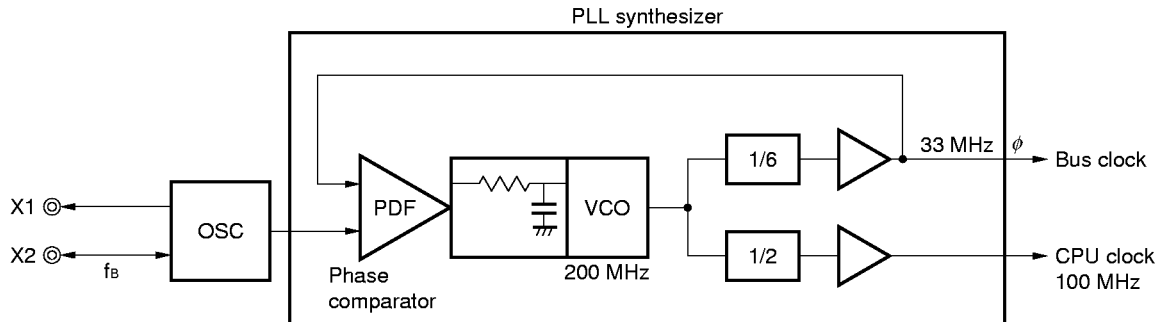 PLL synthesizer
1/6
33 MHz
ϕ
Bus clock
X1
OSC
PDF
VCO
X2
fB
1/2
200 MHz
CPU clock
100 MHz
Phase
comparator